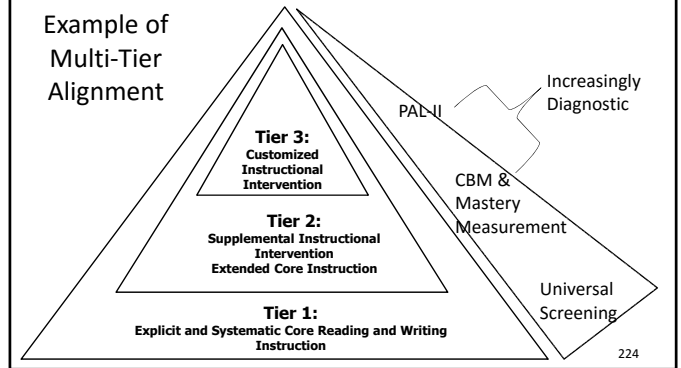 Example of
Multi-Tier
Alignment
Increasingly
Diagnostic
PAL-II
Tier 3:
Customized
Instructional
Intervention
CBM &
Mastery
Measurement
Tier 2:
Supplemental Instructional
Intervention
Extended Core Instruction
Universal
Screening
Tier 1:
Explicit and Systematic Core Reading and Writing
Instruction
224